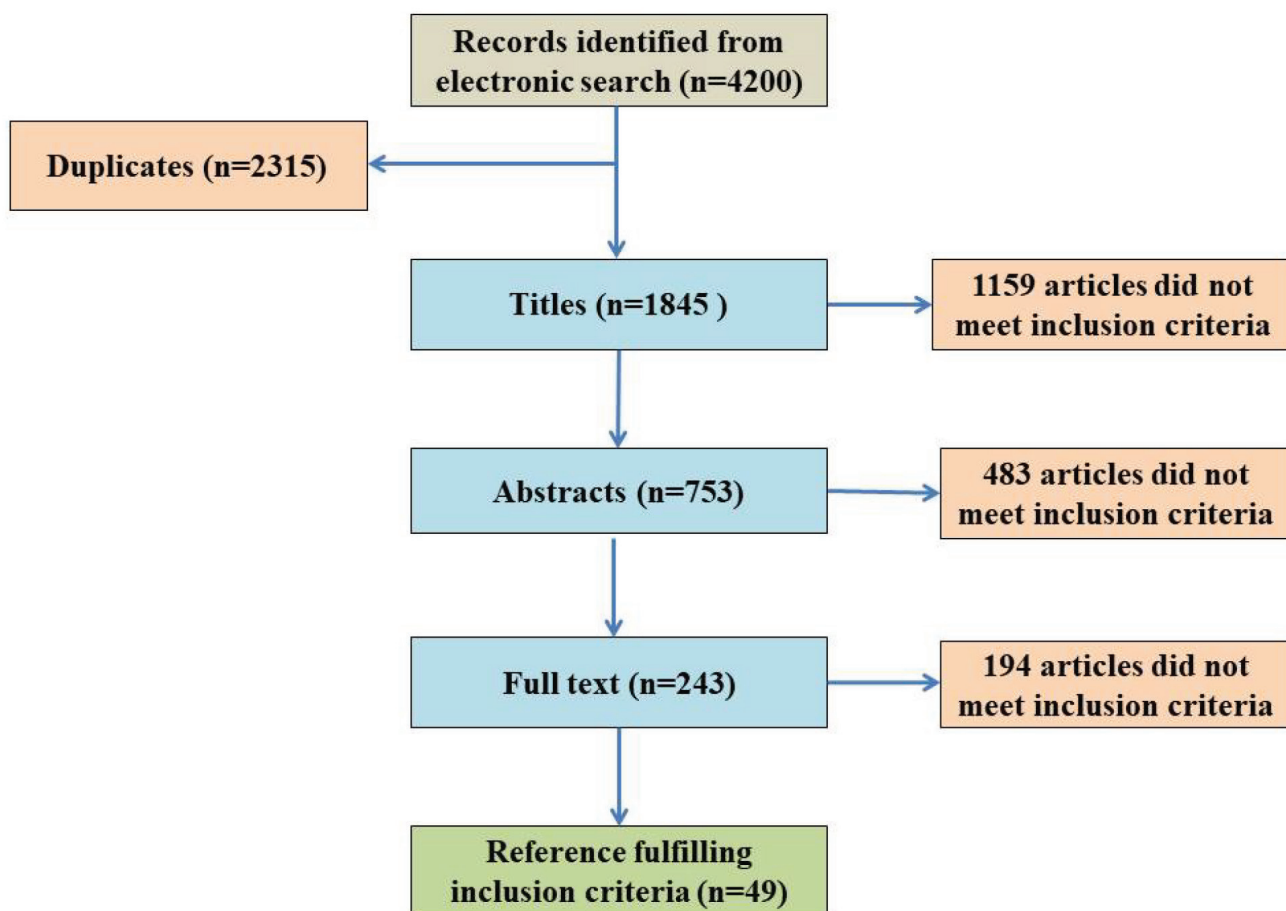 Records identified from
electronic search (n=4200)
Duplicates (n=2315)
Titles (n=1845 )
1159 articles did not
meet inclusion criteria
Abstracts (n=753)
483 articles did not
meet inclusion criteria
Full text (n=243)
194 articles did not
meet inclusion criteria
Reference fulfilling
inclusion criteria (n=49)